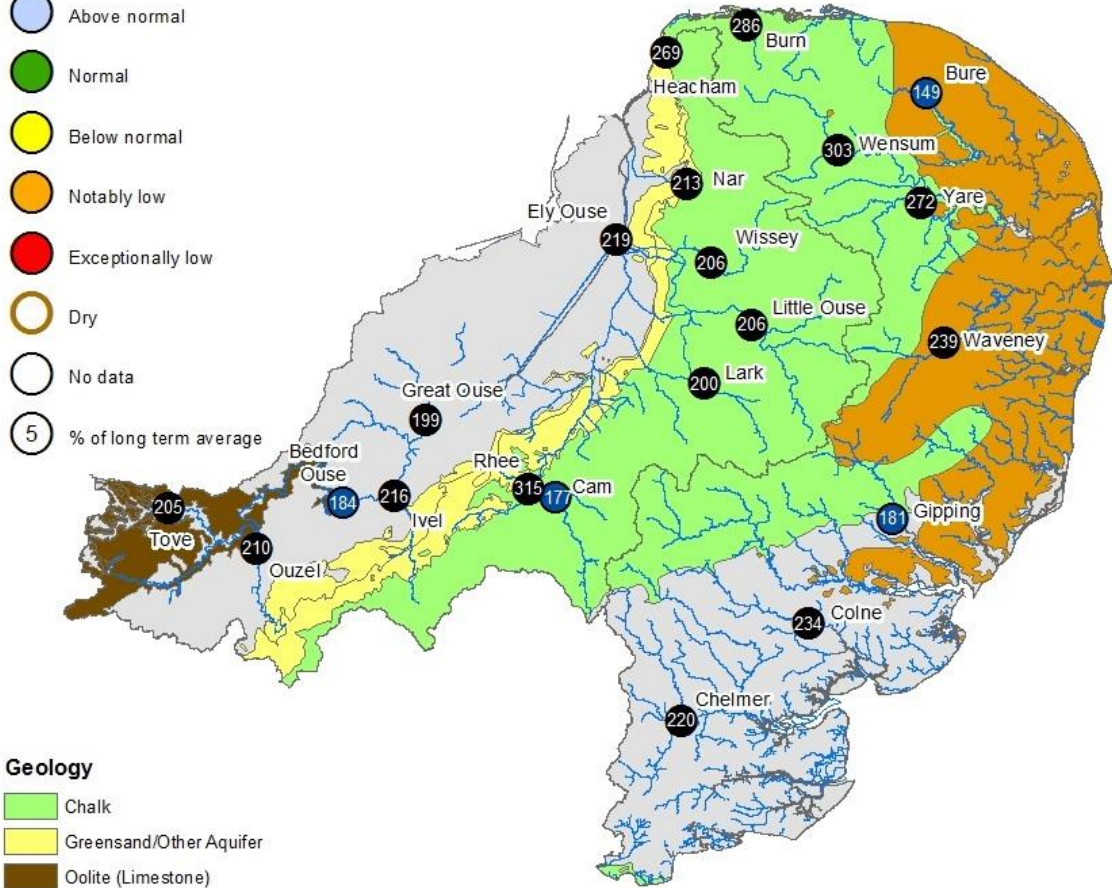 Above normal
Normal
Below normal
Notably low
Exceptionally low
Dry
No data
5 % of long term average
286
Burn
269
Heacham
Bure
149
303 Wensum
213 Nar
272 Yare
Ely Ouse
219
Wissey
206
Little Ouse
206
239 Waveney
Lark
200
Great Ouse
199
Bedford
Ouse
184
216
Ivel
Rhee
315
177 Cam
181 Gipping
205
Tove
210
Ouzel
Colne
234
Chelmer
220
Geology
Chalk
Greensand/Other Aquifer
Oolite (Limestone)